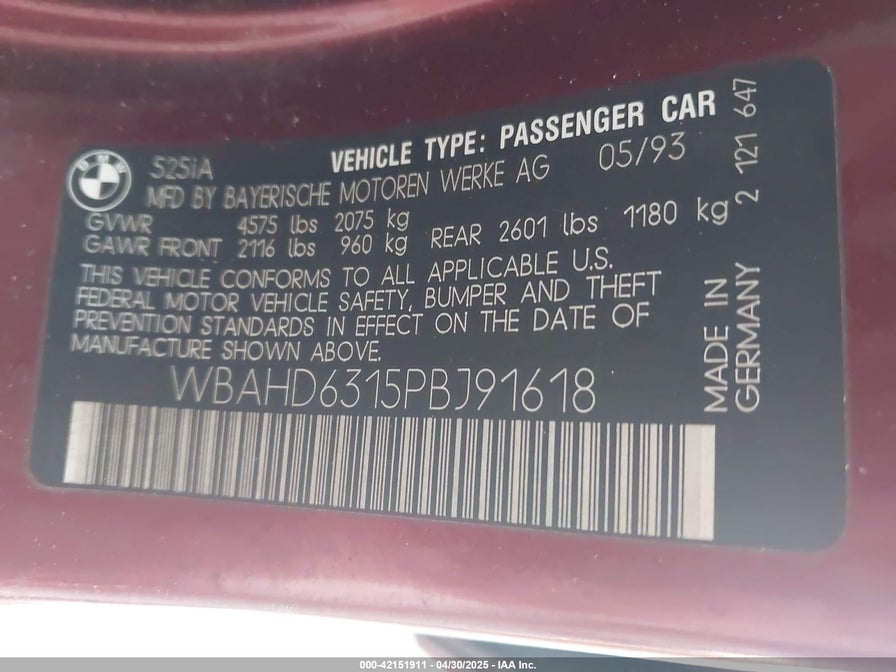 BMW
525iA
VEHICLE TYPE: PASSENGER CAR
MFD BY BAYERISCHE MOTOREN WERKE AG 05/93
GVWR 4575 lbs 2075 kg
GAWR FRONT 2116 lbs 960 kg REAR 2601 lbs 1180 kg
THIS VEHICLE CONFORMS TO ALL APPLICABLE U.S.
FEDERAL MOTOR VEHICLE SAFETY, BUMPER AND THEFT
PREVENTION STANDARDS IN EFFECT ON THE DATE OF
MANUFACTURE SHOWN ABOVE.
WBAHD6315PBJ91618
MADE IN
GERMANY
2 121 647
000-42151911 - 04/30/2025 - IAA Inc.